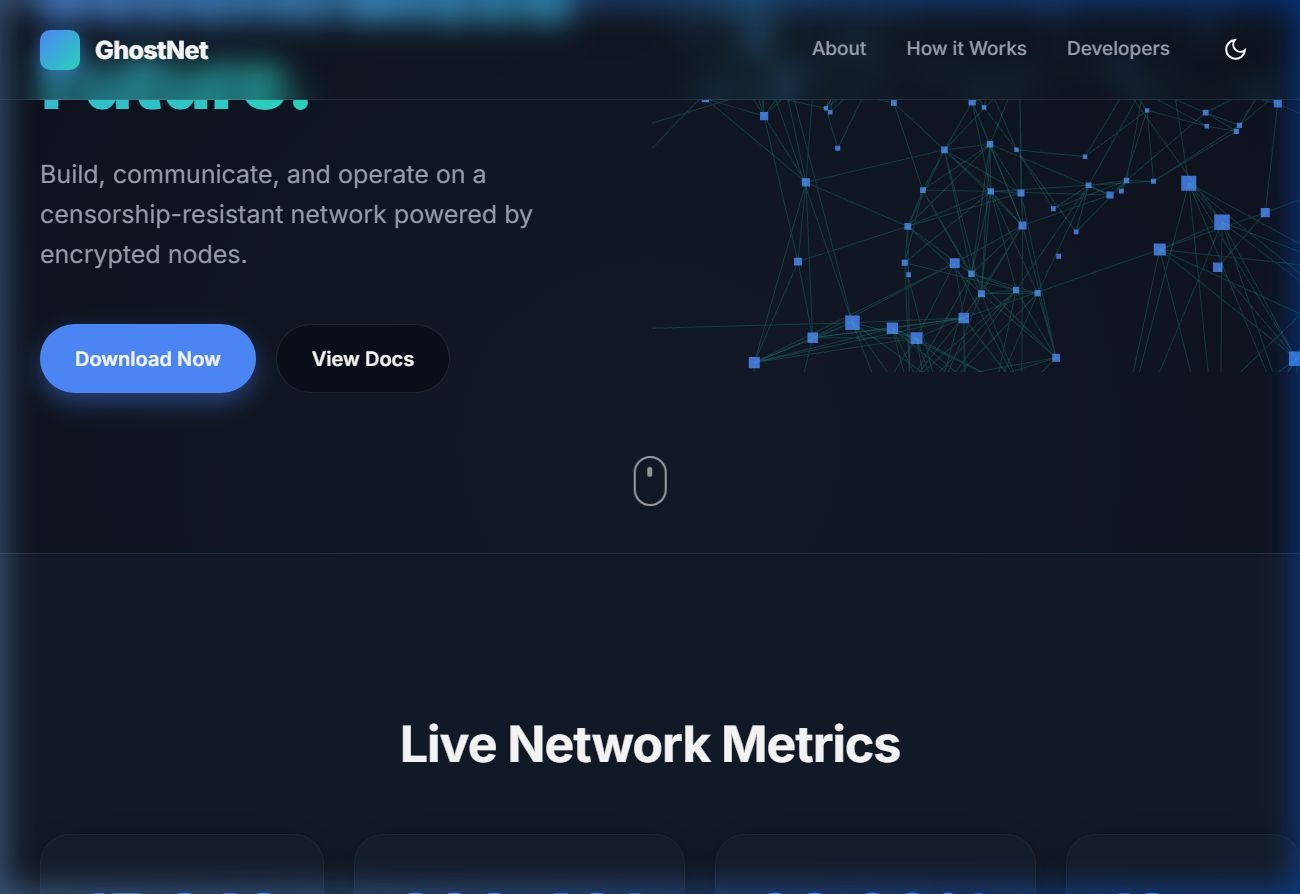 GhostNet
About
How it Works
Developers
Build, communicate, and operate on a
censorship-resistant network powered by
encrypted nodes.
Download Now
View Docs
Live Network Metrics